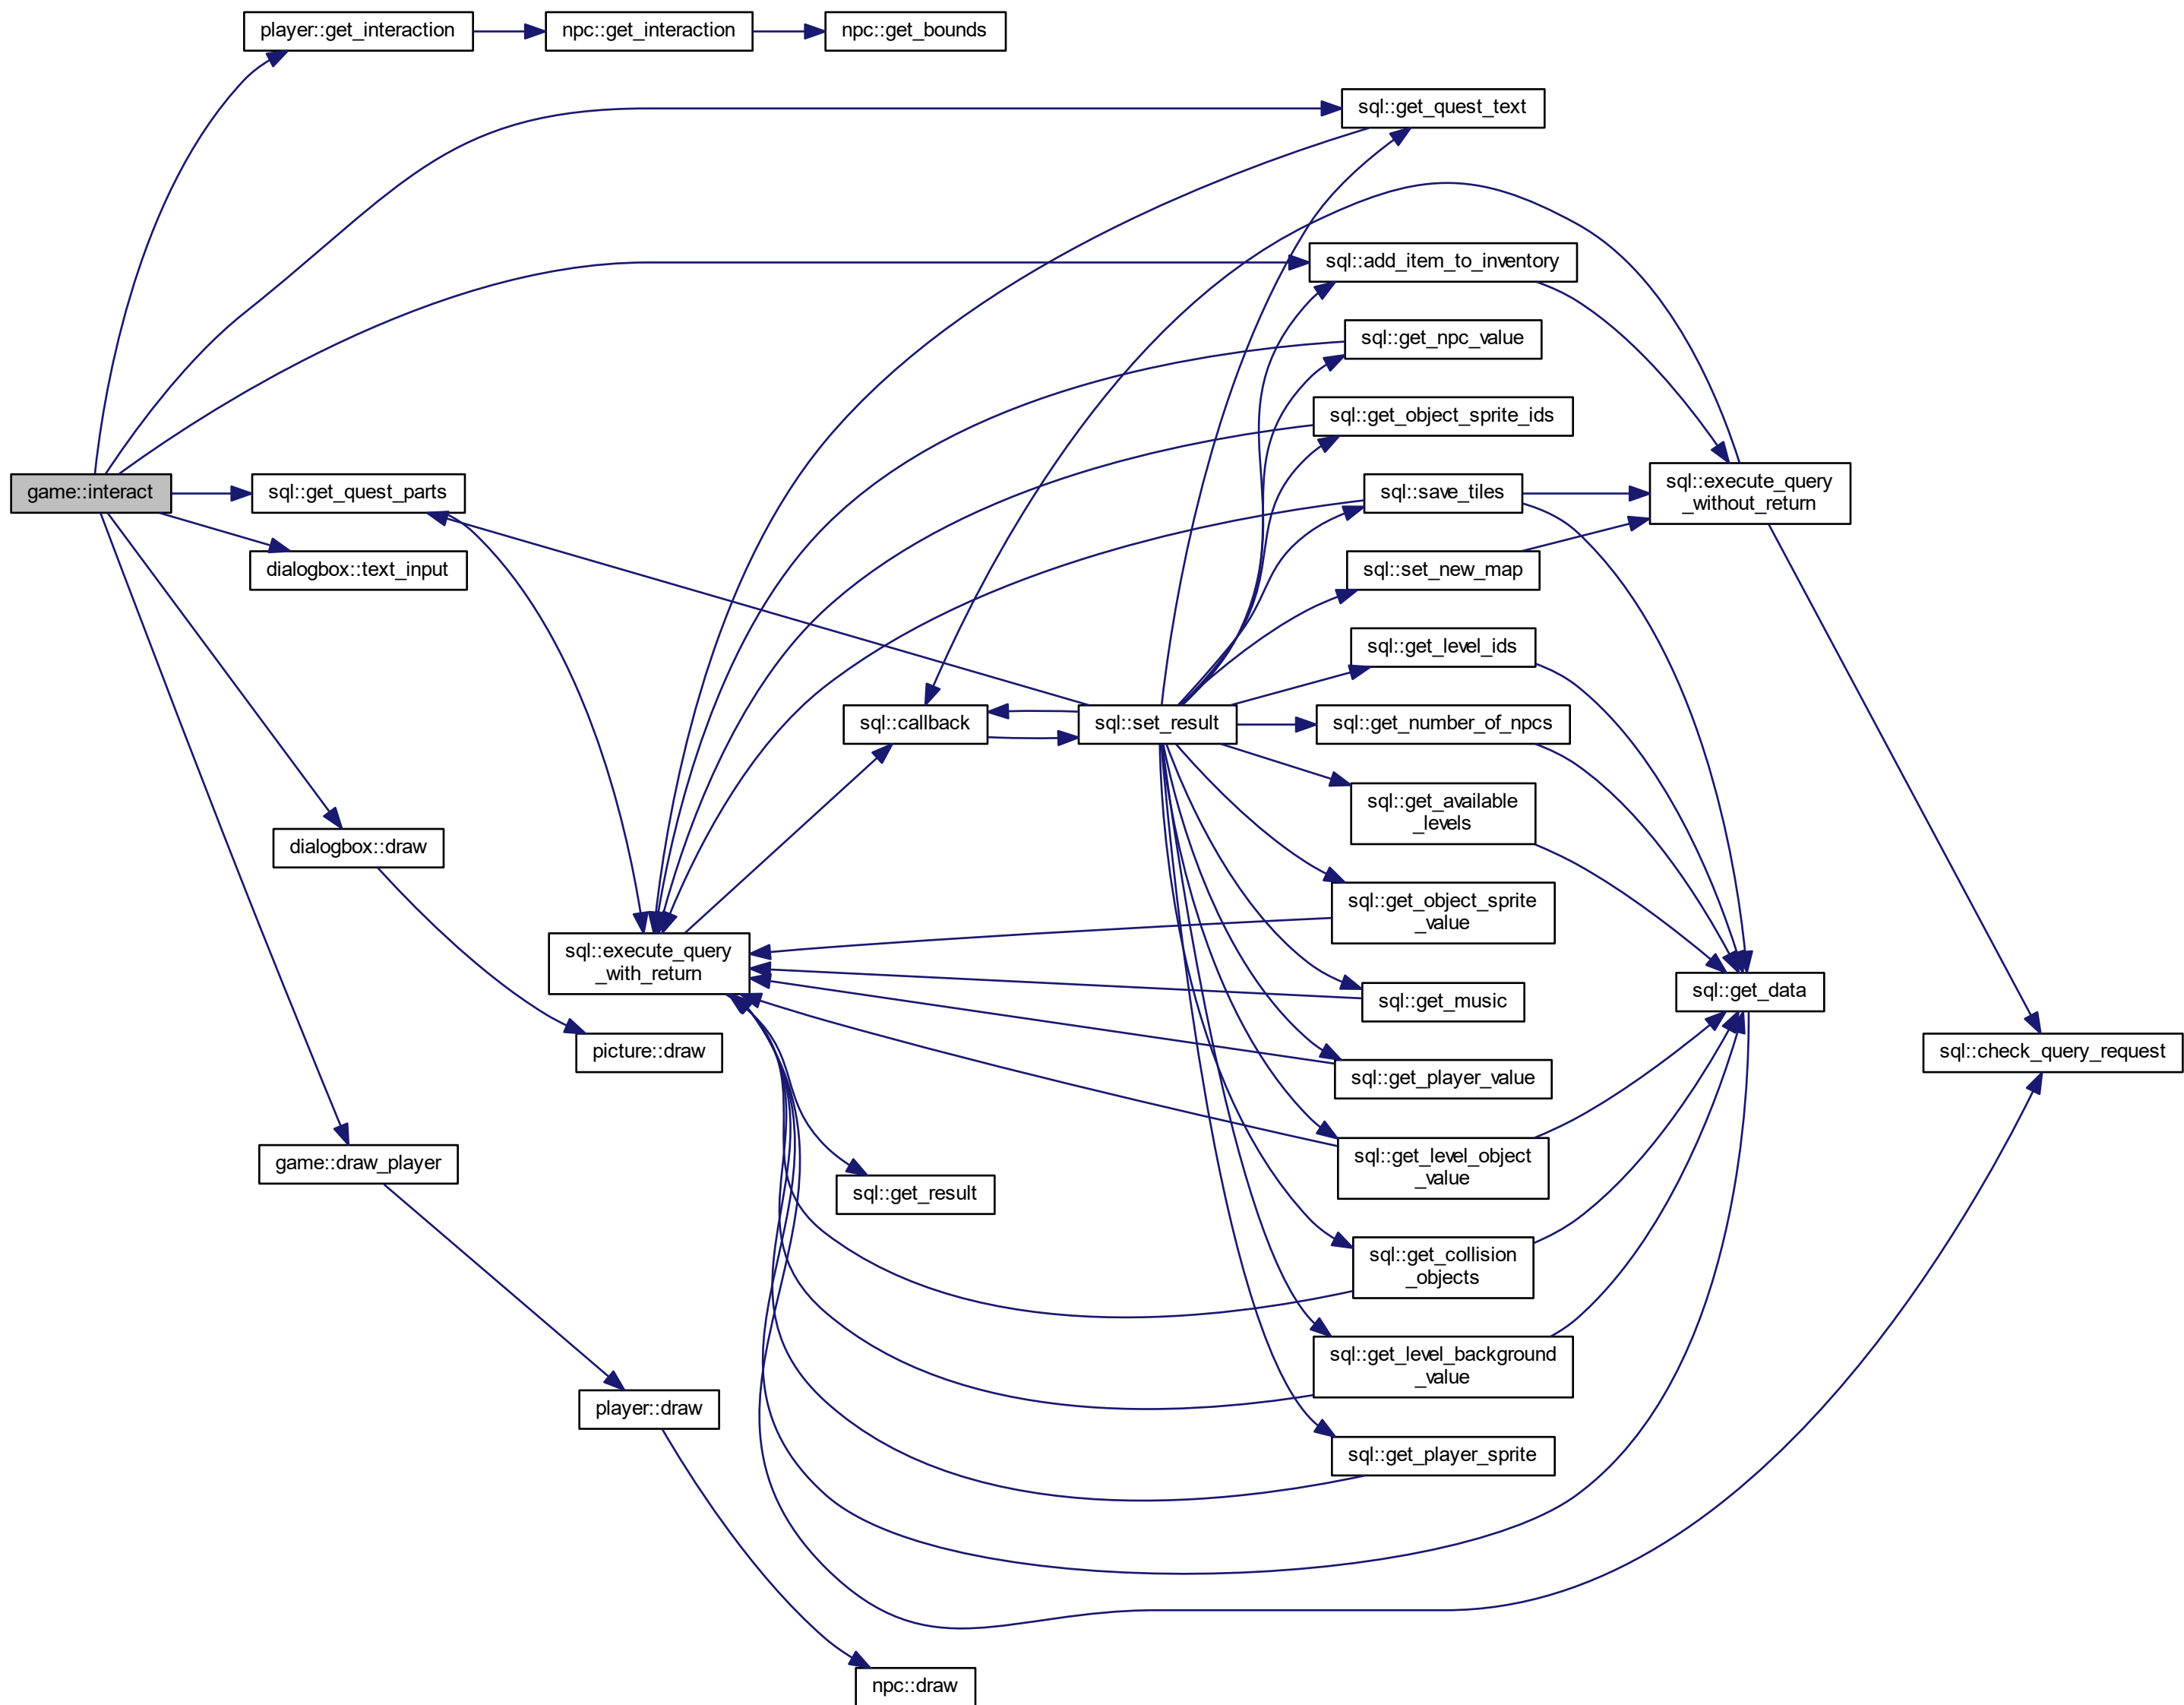 player::get_interaction
npc::get_interaction
npc::get_bounds
sql::get_quest_text
sql::add_item_to_inventory
sql::get_npc_value
sql::get_object_sprite_ids
game::interact
sql::get_quest_parts
sql::save_tiles
sql::execute_query
_without_return
dialogbox::text_input
sql::set_new_map
sql::get_level_ids
sql::callback
sql::set_result
sql::get_number_of_npcs
sql::get_available
_levels
dialogbox::draw
sql::get_object_sprite
_value
sql::execute_query
_with_return
sql::get_music
sql::get_data
picture::draw
sql::get_player_value
sql::check_query_request
game::draw_player
sql::get_level_object
_value
sql::get_result
sql::get_collision
_objects
sql::get_level_background
_value
player::draw
sql::get_player_sprite
npc::draw